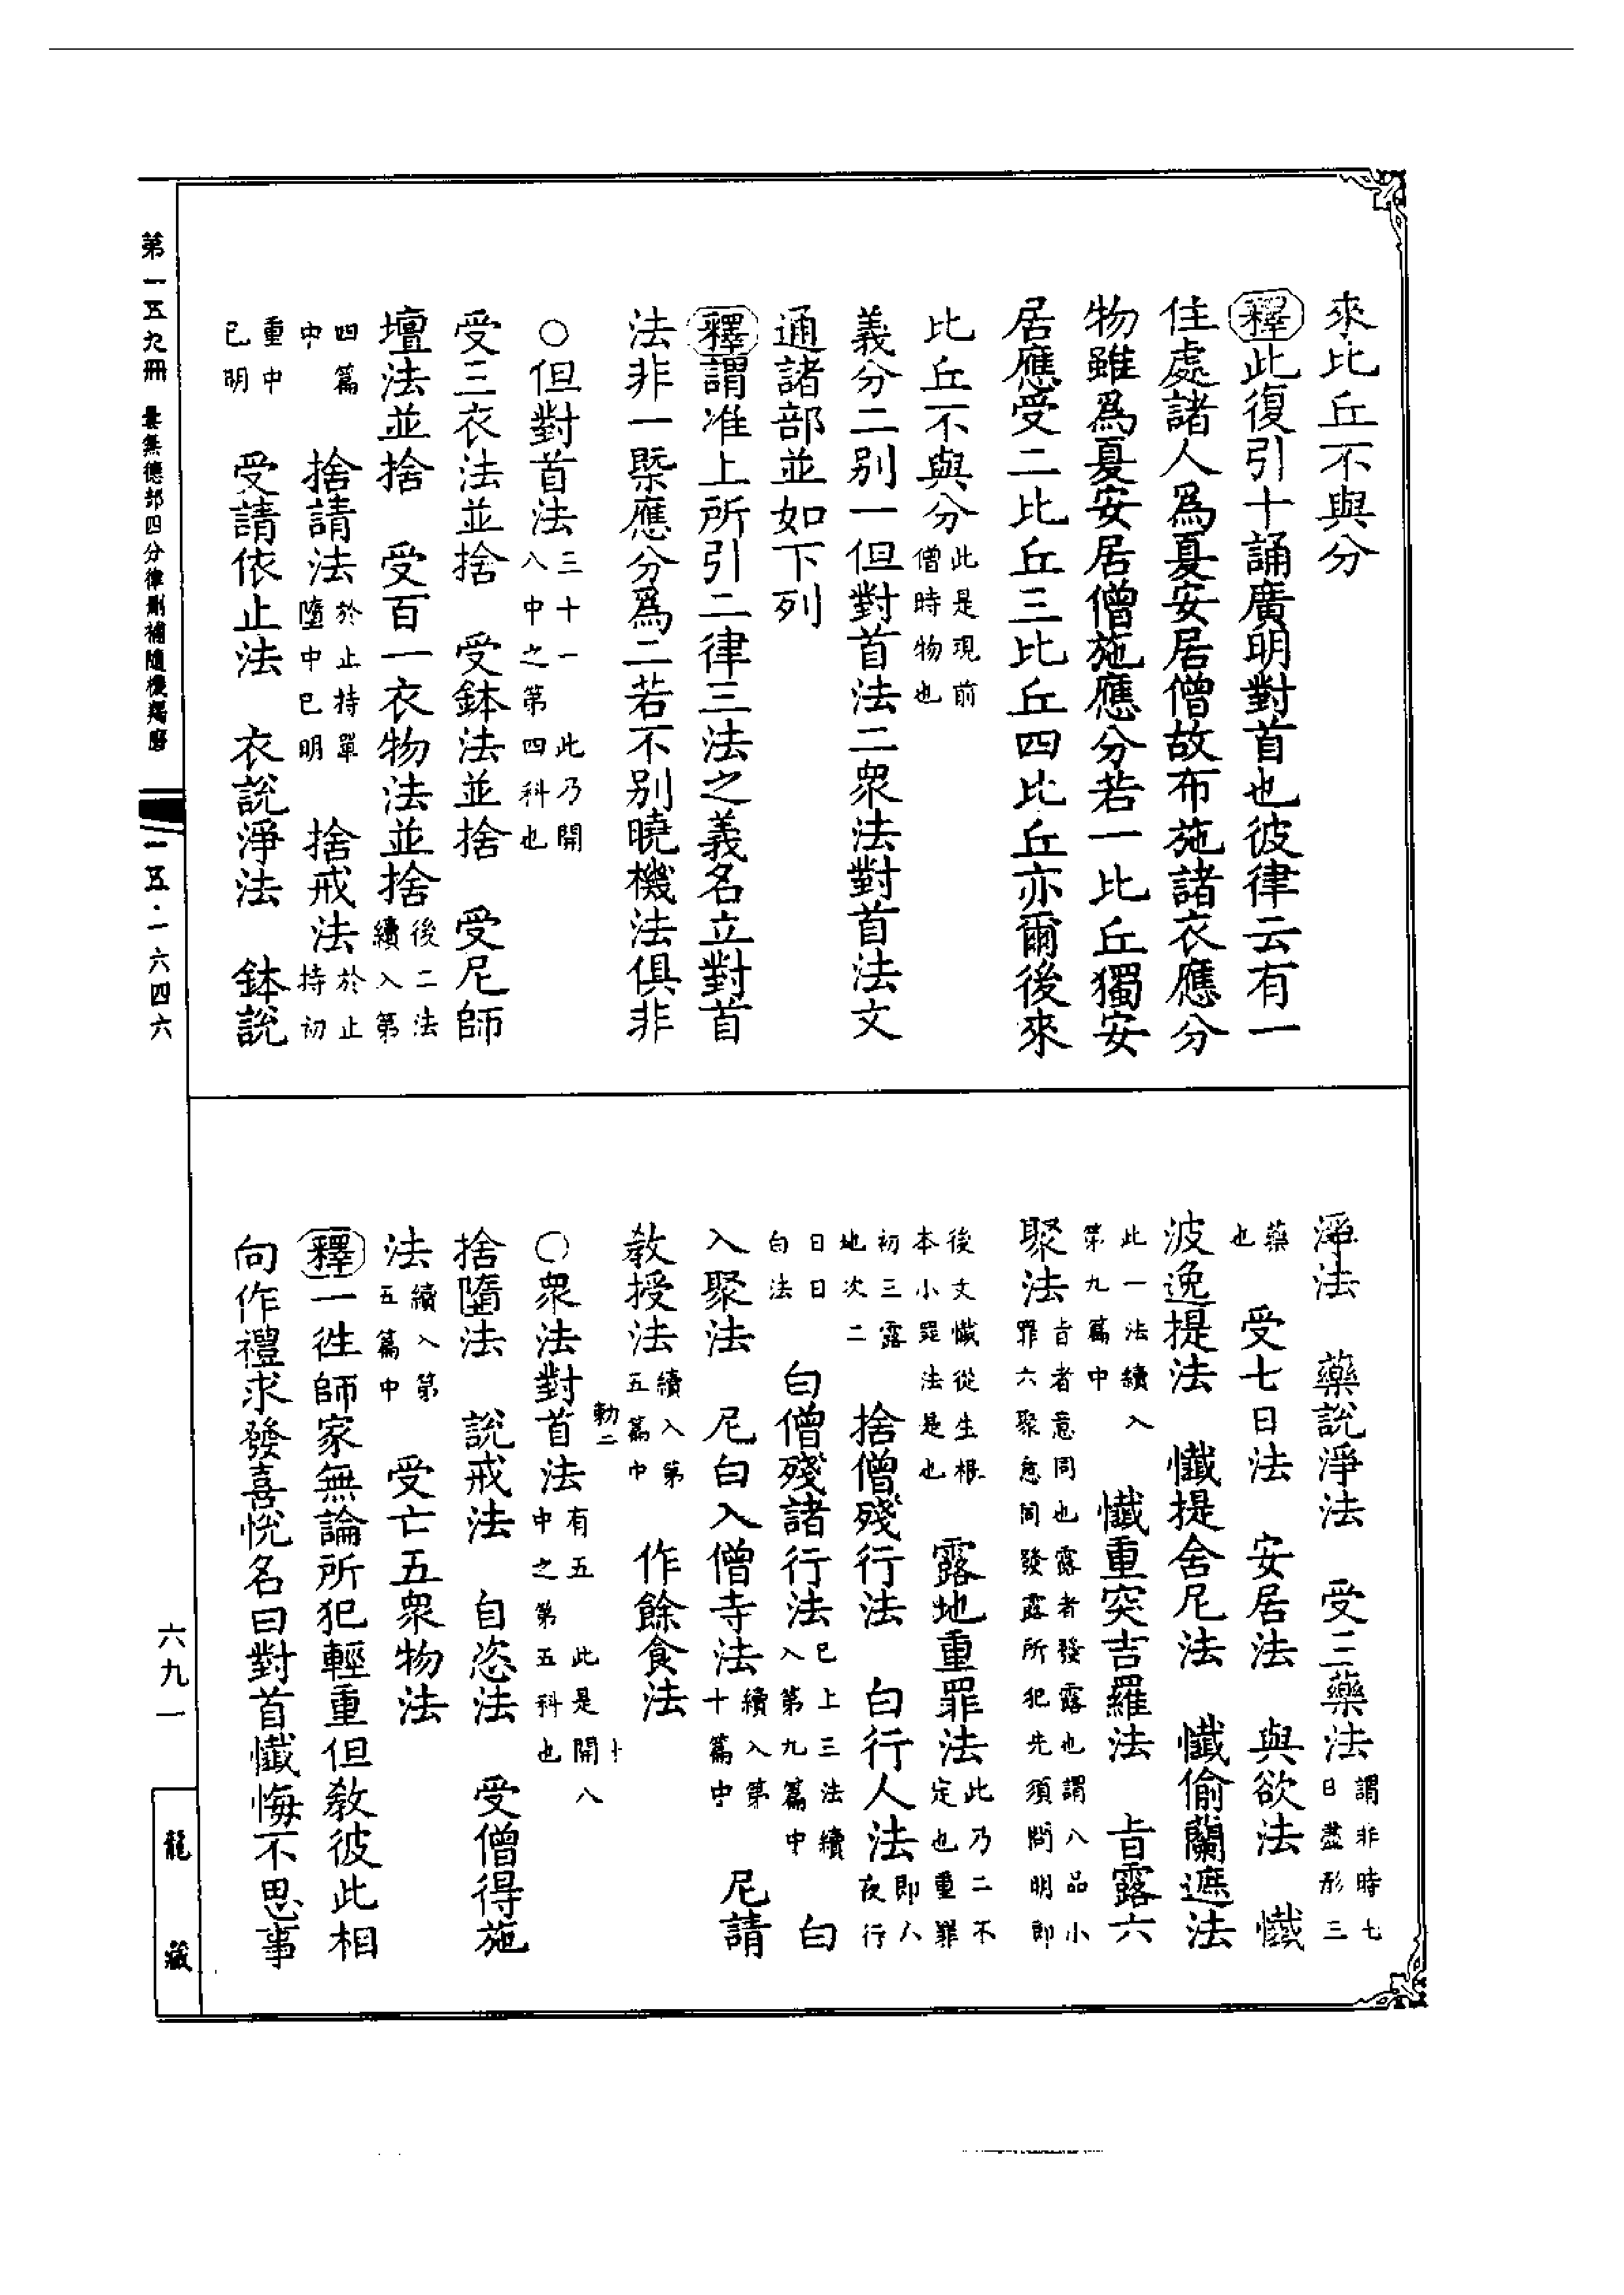 來比丘不與分
釋此復引十誦廣明對首也彼律云有一
住處諸人為夏安居僧故布施諸衣應分
物雖為夏安居僧施應分若一比丘獨安
居應受二比丘三比丘四比丘亦爾後來
比丘不與分此是現前僧時物也
義分二別一但對首法二眾法對首法文
通諸部並如下列
釋謂准上所引二律三法之義名立對首
法非一槩應分為二若不別曉機法俱非
○但對首法三十一 此乃開八中之第四科也
受三衣法並捨 受鉢法並捨 受尼師
壇法並捨 受百一衣物法並捨後二法續入第
四篇中 捨請法於止持單墮中已明 捨戒法於止持初
重中已明 受請依止法 衣說淨法 鉢說
淨法 藥說淨法 受三藥法謂非時七日盡形三
藥也 受七日法 安居法 與欲法 懺
波逸提法 懺提舍尼法 懺偷蘭遮法
此一法續入第九篇中 懺重突吉羅法 㫖露六
聚法㫖者意同也露者發露也謂八品小罪六聚愈同發露所犯先須問明即
後文懺從生根本小罪法是也 露地重罪法此乃二不定也重罪
初三露地次二 捨僧殘行法 白行人法即八夜行
日日白法 白僧殘諸行法已上三法續入第九篇中 白
入聚法 尼白入僧寺法續入第十篇中 尼請
教授法續入第五篇中 作餘食法
勅二
○眾法對首法有五 此是開八中之第五科也
捨墮法 說戒法 自恣法 受僧得施
法續入第五篇中 受亡五眾物法
釋一徃師家無論所犯輕重但教彼此相
向作禮求發喜悅名曰對首懺悔不思事
第一五九冊 曇無德部四分律刪補隨機羯磨
一五·一六四六
六九一
龍藏